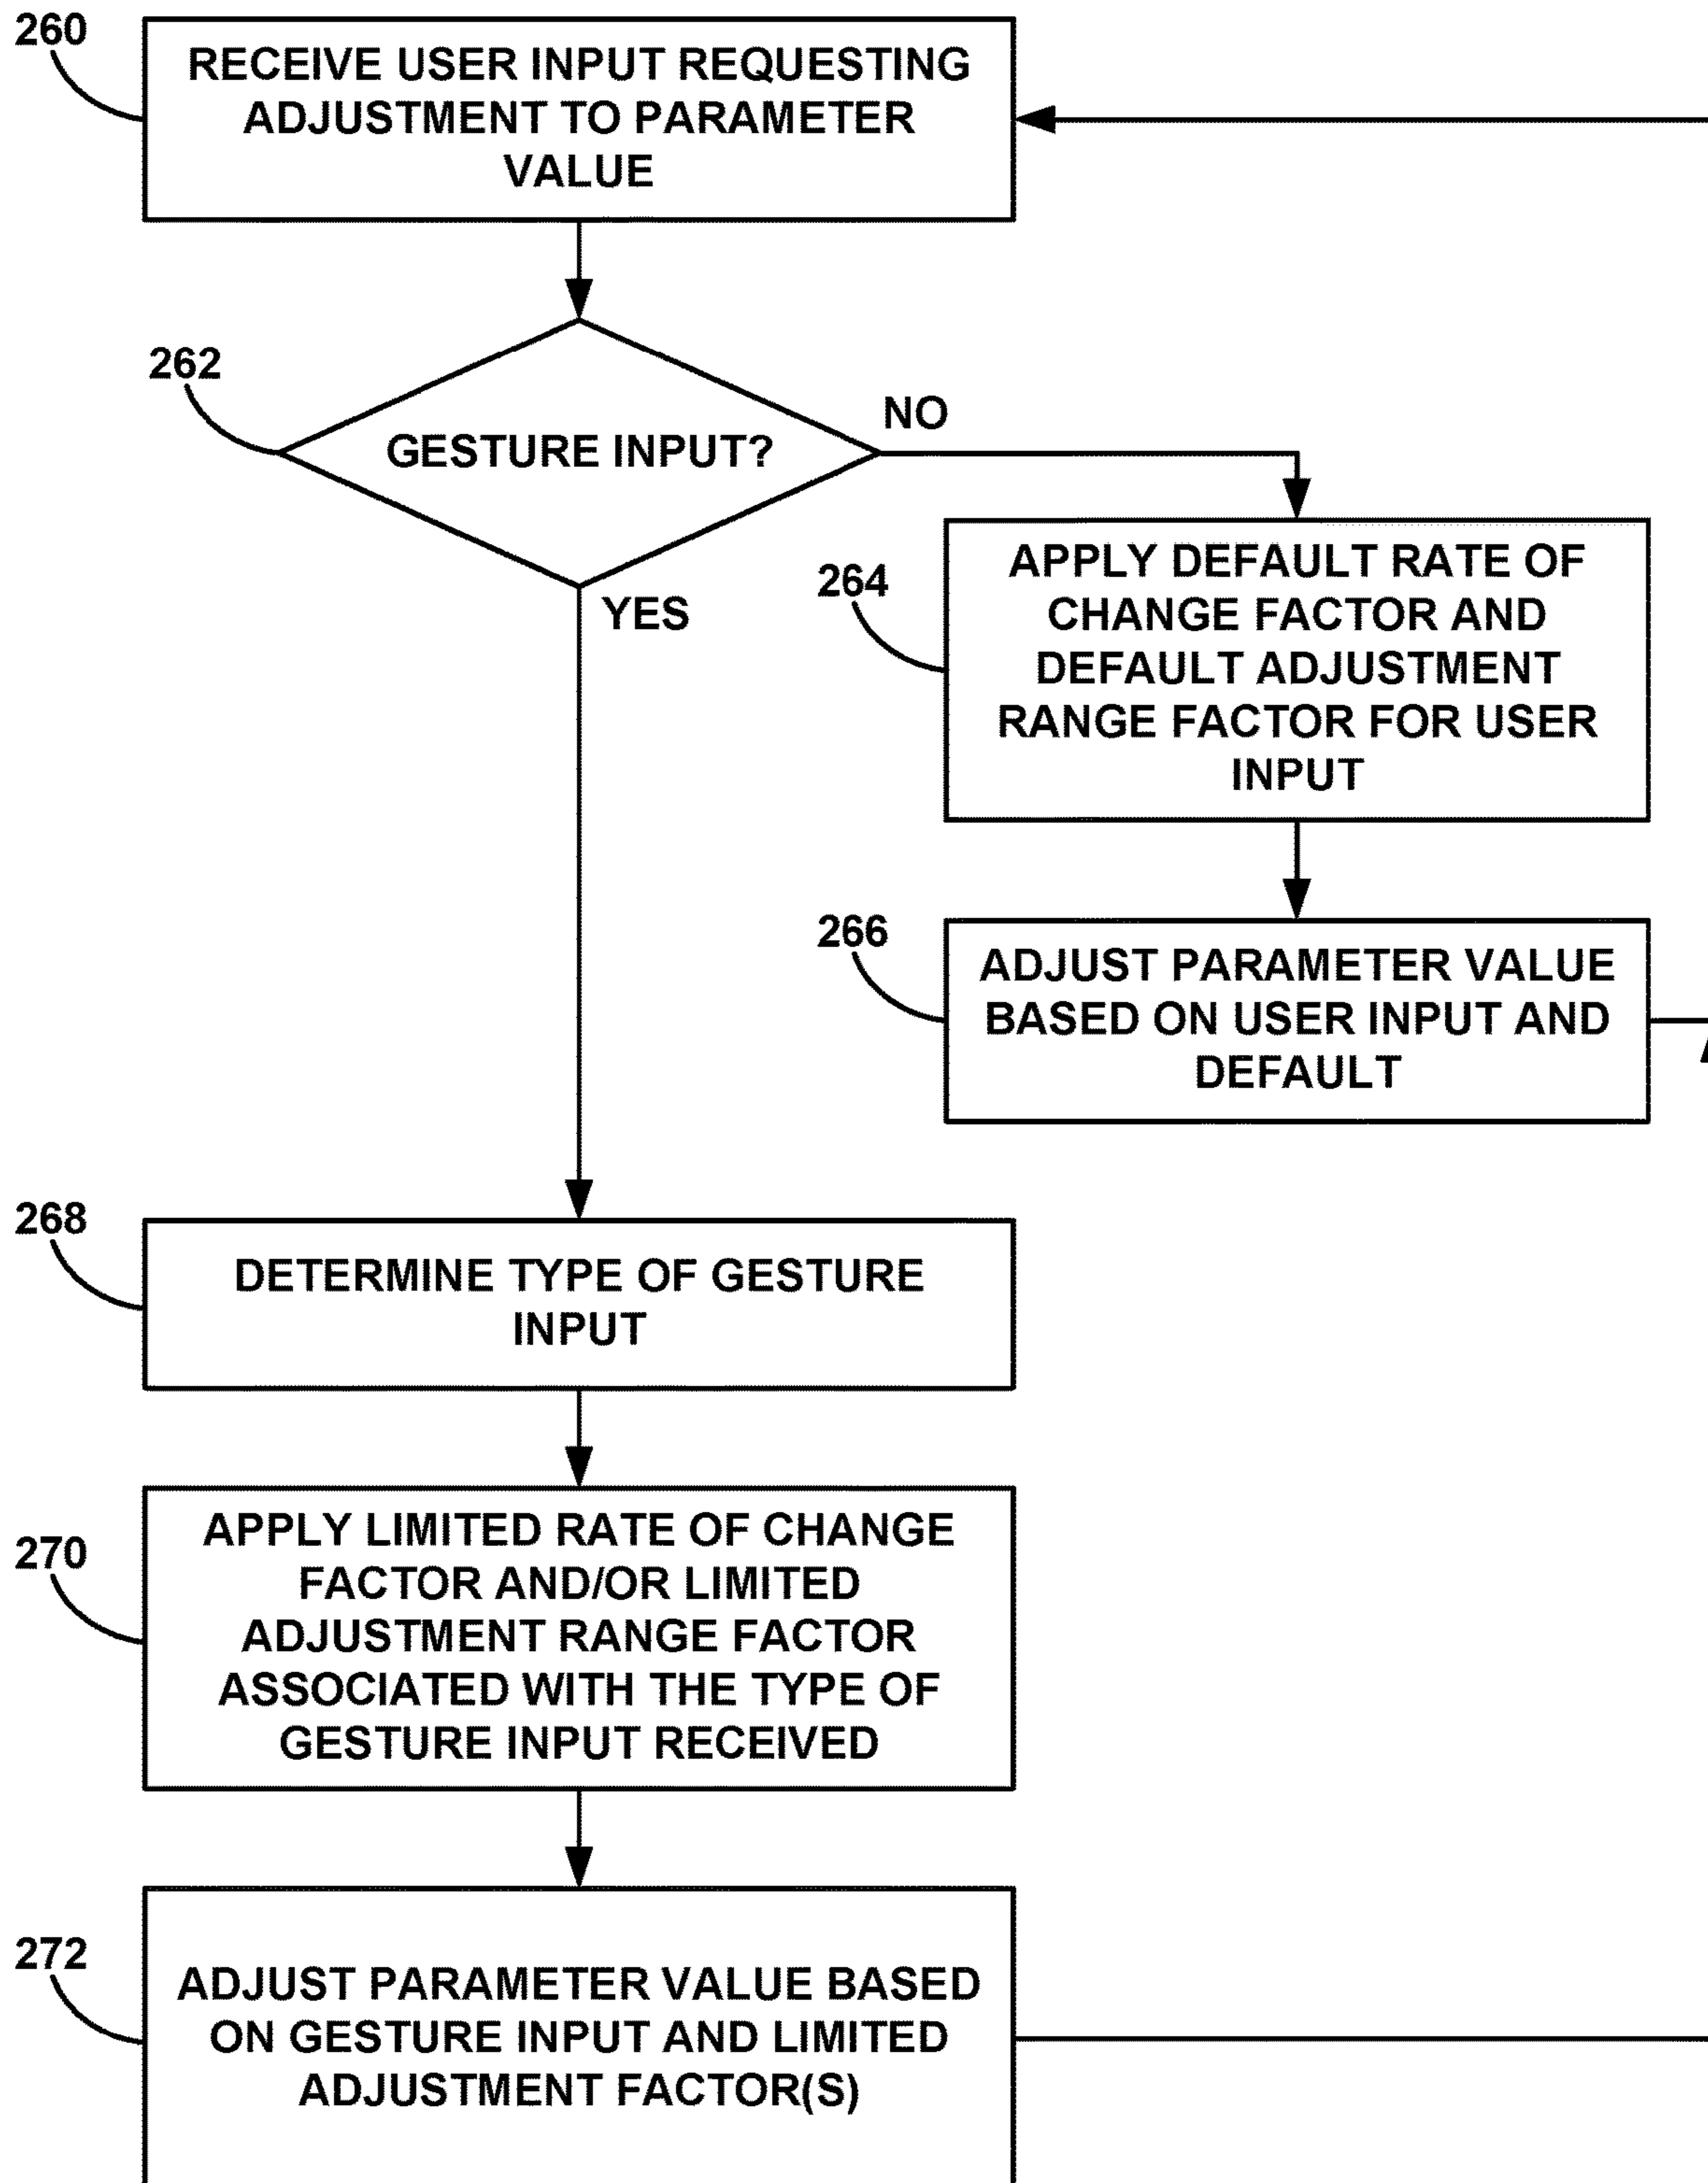 260
RECEIVE USER INPUT REQUESTING
ADJUSTMENT TO PARAMETER
VALUE
262
GESTURE INPUT?
NO
YES
264
APPLY DEFAULT RATE OF
CHANGE FACTOR AND
DEFAULT ADJUSTMENT
RANGE FACTOR FOR USER
INPUT
266
ADJUST PARAMETER VALUE
BASED ON USER INPUT AND
DEFAULT
268
DETERMINE TYPE OF GESTURE
INPUT
270
APPLY LIMITED RATE OF CHANGE
FACTOR AND/OR LIMITED
ADJUSTMENT RANGE FACTOR
ASSOCIATED WITH THE TYPE OF
GESTURE INPUT RECEIVED
272
ADJUST PARAMETER VALUE BASED
ON GESTURE INPUT AND LIMITED
ADJUSTMENT FACTOR(S)